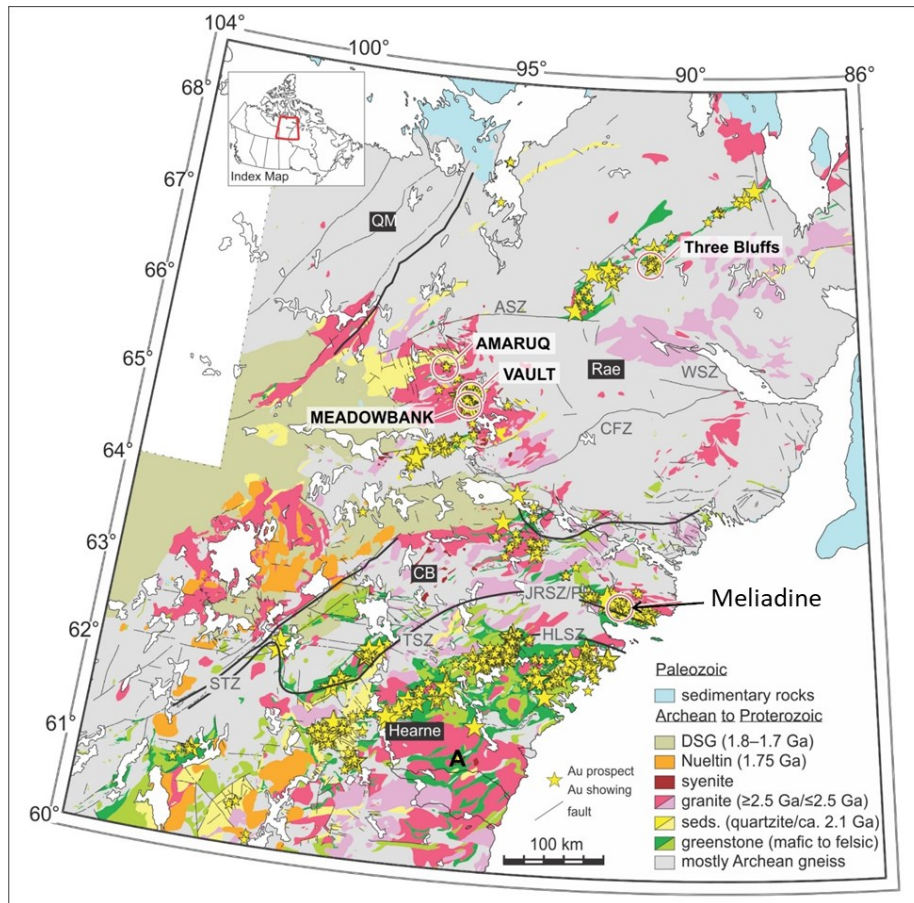 104°
100°
95°
90°
86°
68°
67°
66°
65°
64°
63°
62°
61°
60°
Index Map
QM
Three Bluffs
ASZ
AMARUQ
Rae
WSZ
VAULT
MEADOWBANK
CFZ
CB
JRSZ/P
Meliadine
TSZ
HLSZ
STZ
Hearne
A
Au prospect
Au showing
fault
100 km
Paleozoic
sedimentary rocks
Archean to Proterozoic
DSG (1.8–1.7 Ga)
Nueltin (1.75 Ga)
syenite
granite (≥2.5 Ga/≤2.5 Ga)
seds. (quartzite/ca. 2.1 Ga)
greenstone (mafic to felsic)
mostly Archean gneiss